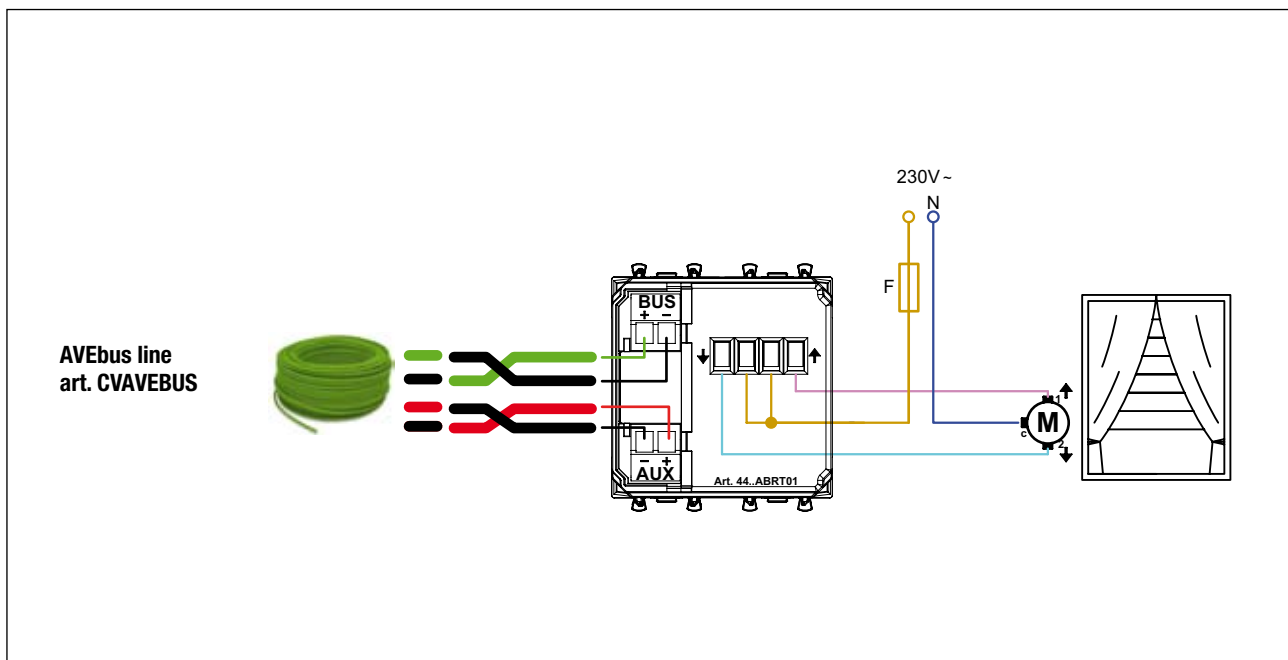 AVEbus line
art. CVAVEBUS
BUS
+ −
− +
AUX
Art. 44..ABRT01
230V~
N
F
1
M
c
2